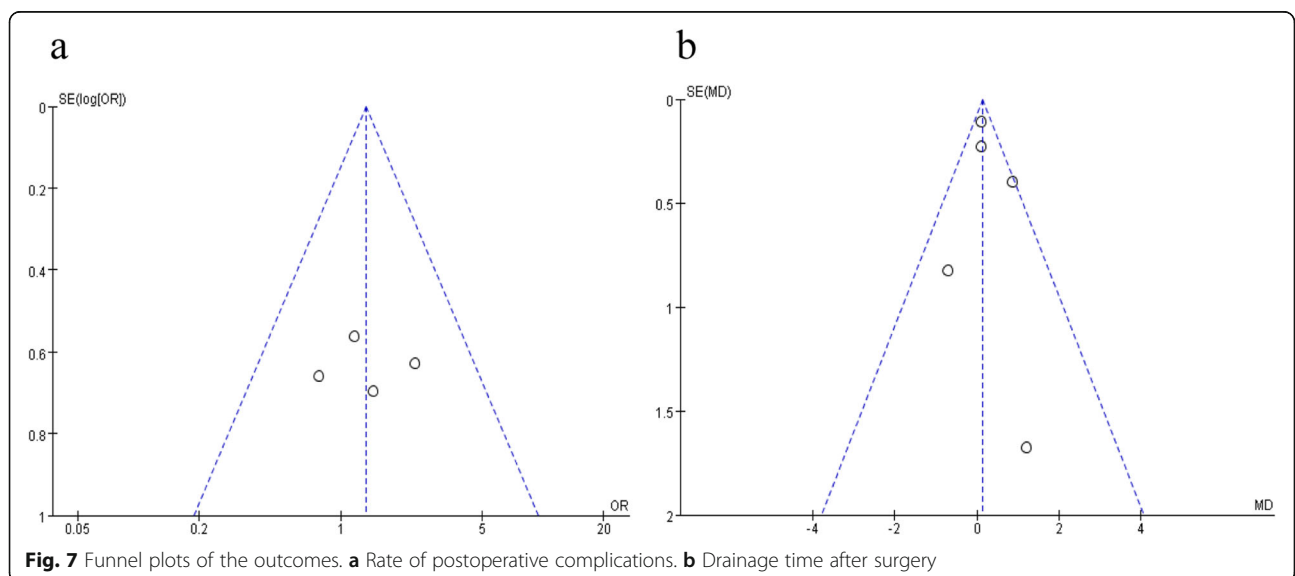 a
SE(log[OR])
0
0.2
0.4
0.6
0.8
1
OR
0.05 0.2 1 5 20
b
SE(MD)
0
0.5
1
1.5
2
MD
-4 -2 0 2 4
Fig. 7 Funnel plots of the outcomes. a Rate of postoperative complications. b Drainage time after surgery